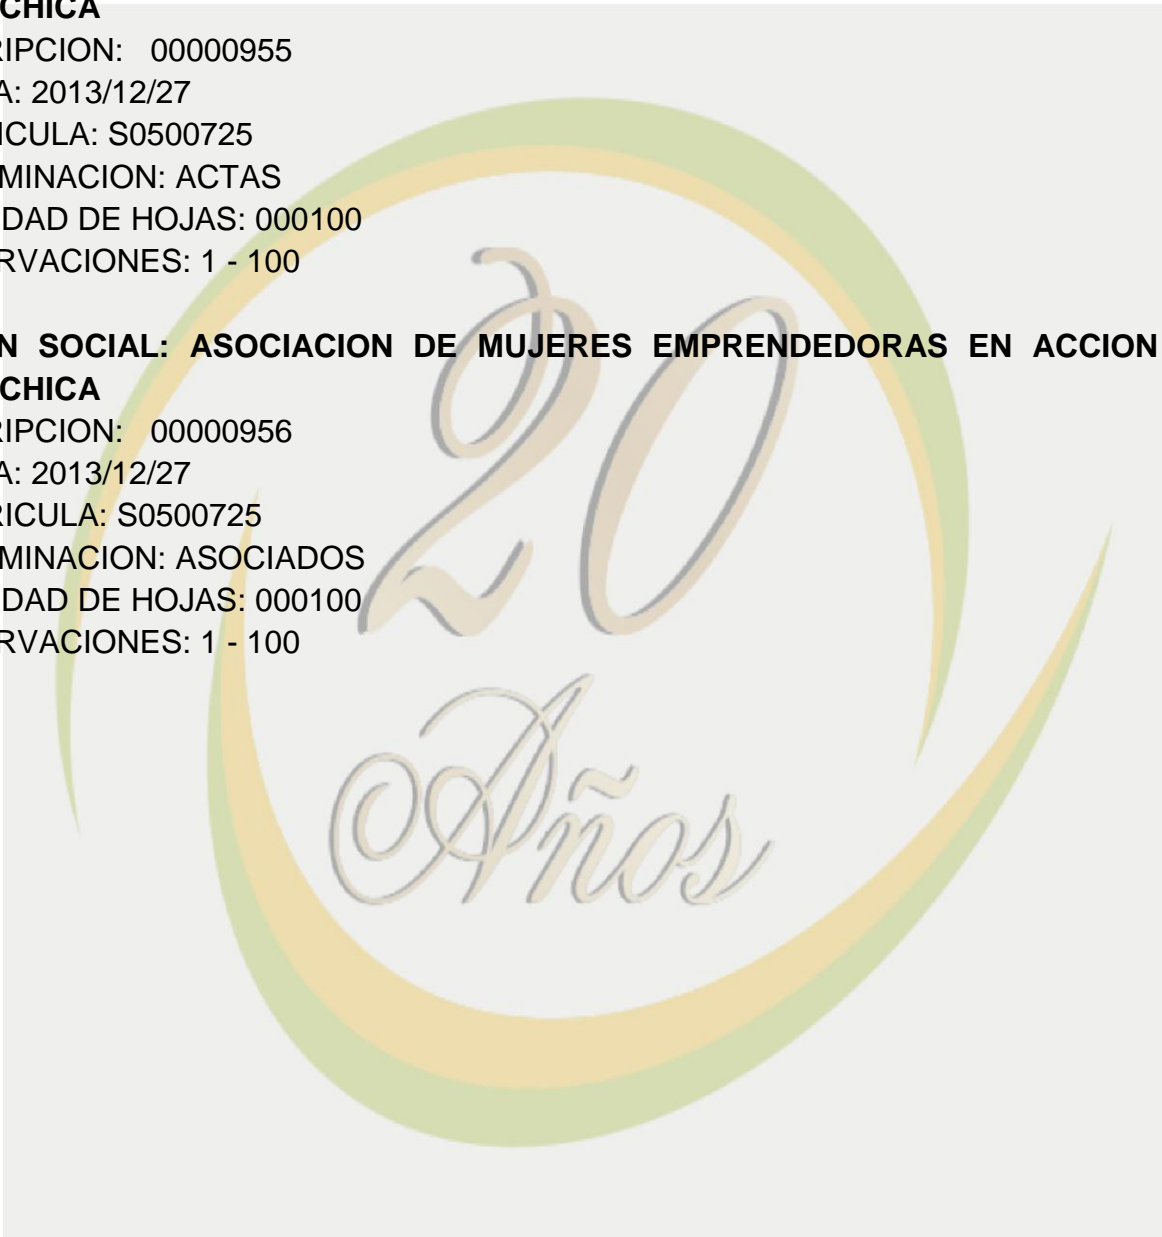 CHICA
RIPCION: 00000955
A: 2013/12/27
ICULA: S0500725
MINACION: ACTAS
DAD DE HOJAS: 000100
RVACIONES: 1 - 100
N SOCIAL: ASOCIACION DE MUJERES EMPRENDEDORAS EN ACCION
CHICA
RIPCION: 00000956
A: 2013/12/27
RICULA: S0500725
MINACION: ASOCIADOS
DAD DE HOJAS: 000100
RVACIONES: 1 - 100
20
Años